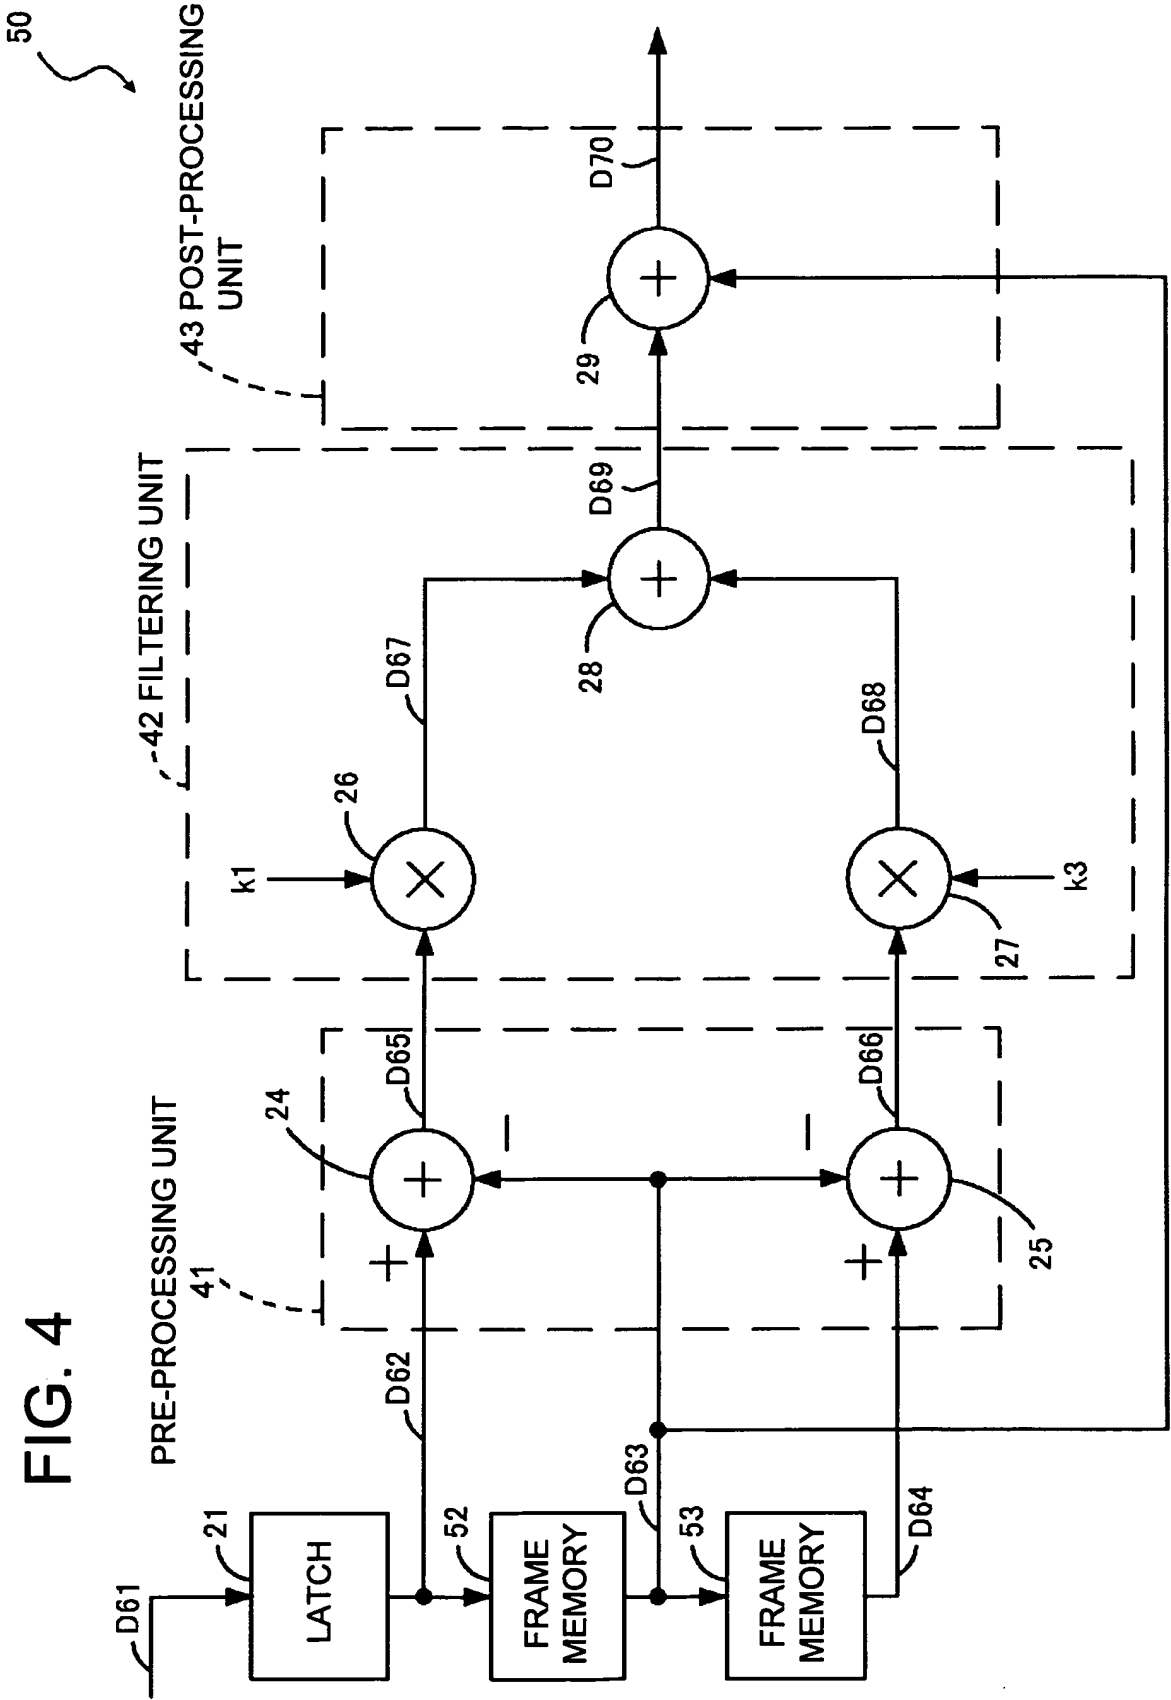 FIG. 4
50
PRE-PROCESSING UNIT
41
42 FILTERING UNIT
43 POST-PROCESSING
UNIT
D61
21
LATCH
D62
24
+
+
−
D65
k1
26
×
D67
52
FRAME
MEMORY
D63
28
+
D69
29
+
D70
53
FRAME
MEMORY
D64
+
+
−
25
D66
×
27
k3
D68